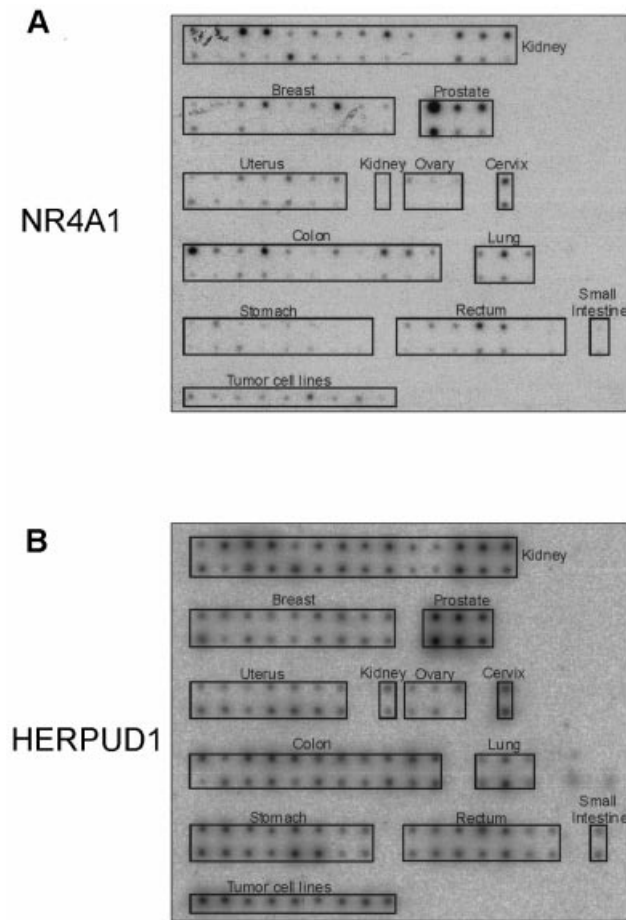 A
Kidney
Breast Prostate
Uterus Kidney Ovary Cervix
NR4A1
Colon Lung
Small
Stomach Rectum Intestine
Tumor cell lines
B
Kidney
Breast Prostate
Uterus Kidney Ovary Cervix
HERPUD1
Colon Lung
Small
Stomach Rectum Intestine
Tumor cell lines